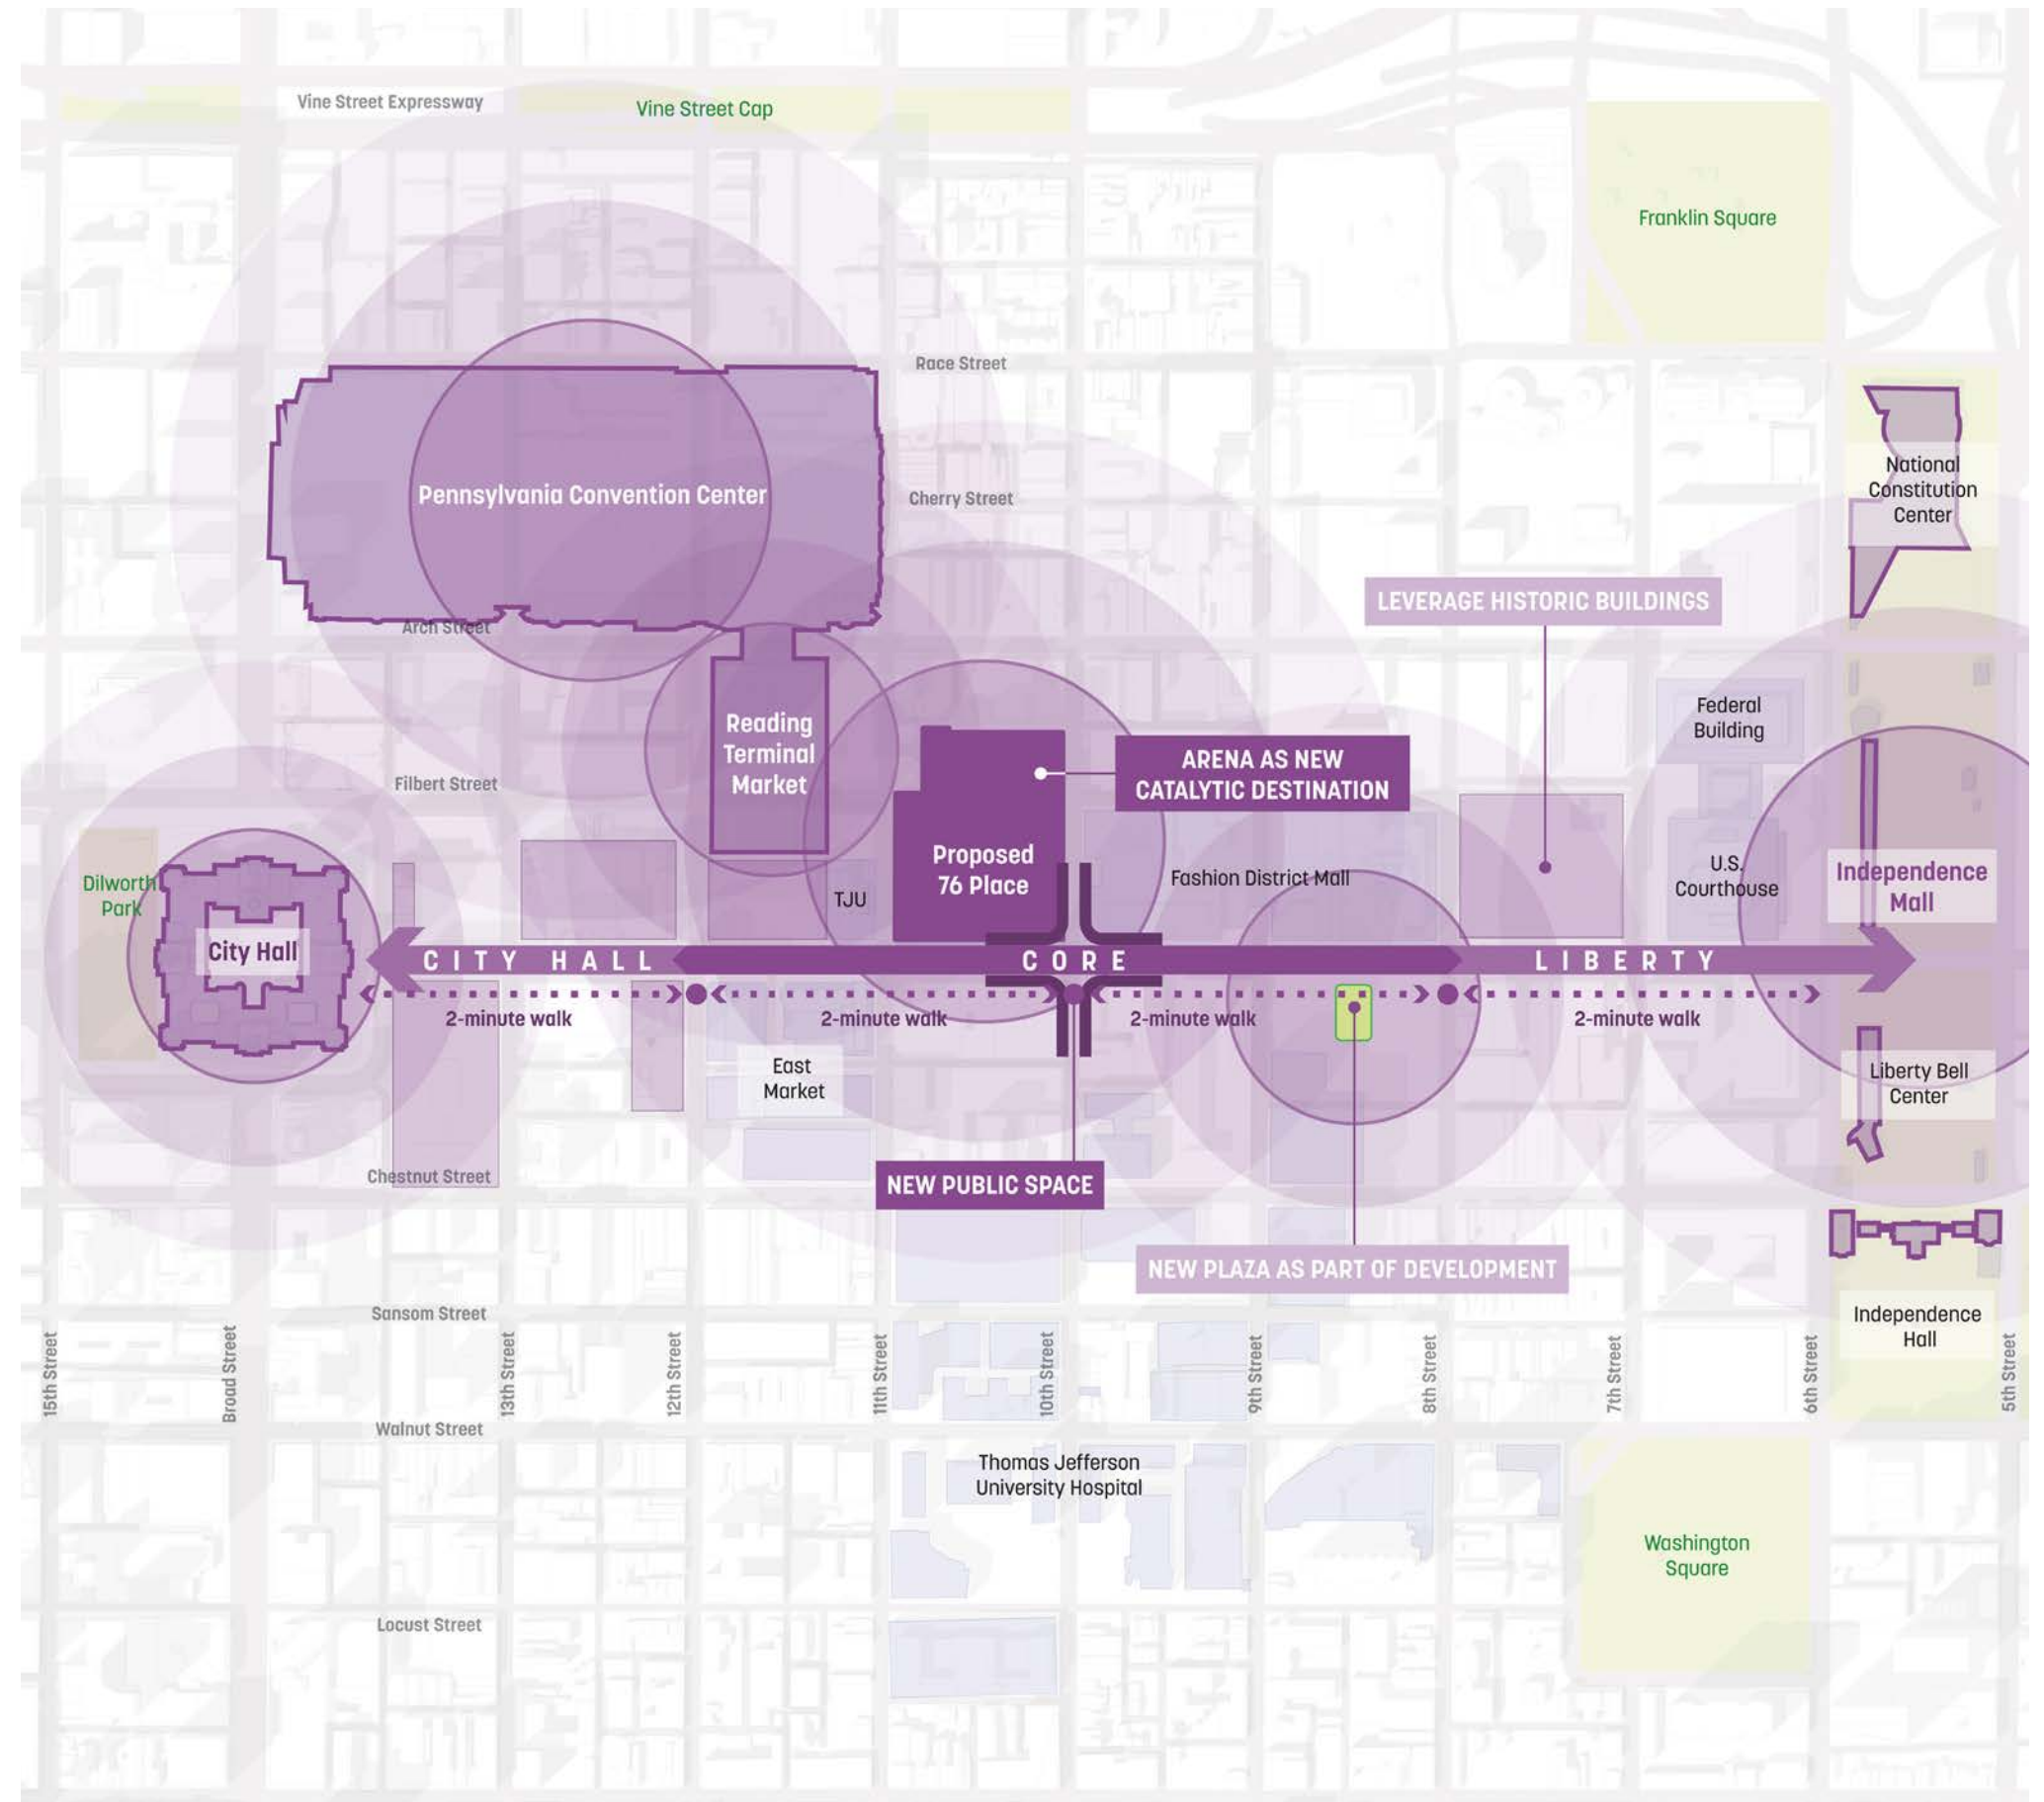 Vine Street Expressway
Vine Street Cap
Franklin Square
Race Street
National
Constitution
Center
Pennsylvania Convention Center
Cherry Street
LEVERAGE HISTORIC BUILDINGS
Arch Street
Federal
Building
Reading
Terminal
Market
ARENA AS NEW
CATALYTIC DESTINATION
Filbert Street
Proposed
76 Place
Fashion District Mall
U.S.
Courthouse
Independence
Mall
Dilworth
Park
TJU
City Hall
CITY HALL
CORE
LIBERTY
2-minute walk
2-minute walk
2-minute walk
2-minute walk
East
Market
Liberty Bell
Center
Chestnut Street
NEW PUBLIC SPACE
NEW PLAZA AS PART OF DEVELOPMENT
Sansom Street
Independence
Hall
15th Street
Broad Street
13th Street
12th Street
11th Street
10th Street
9th Street
8th Street
7th Street
6th Street
5th Street
Walnut Street
Thomas Jefferson
University Hospital
Washington
Square
Locust Street